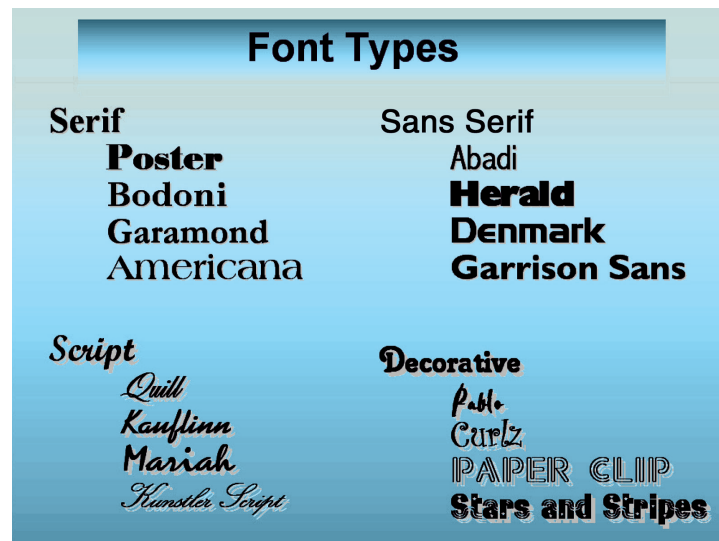 Font Types
Serif
Poster
Bodoni
Garamond
Americana
Sans Serif
Abadi
Herald
Denmark
Garrison Sans
Script
Quill
Kauflinn
Mariah
Kunstler Script
Decorative
Pablo
Curlz
PAPER CLIP
Stars and Stripes